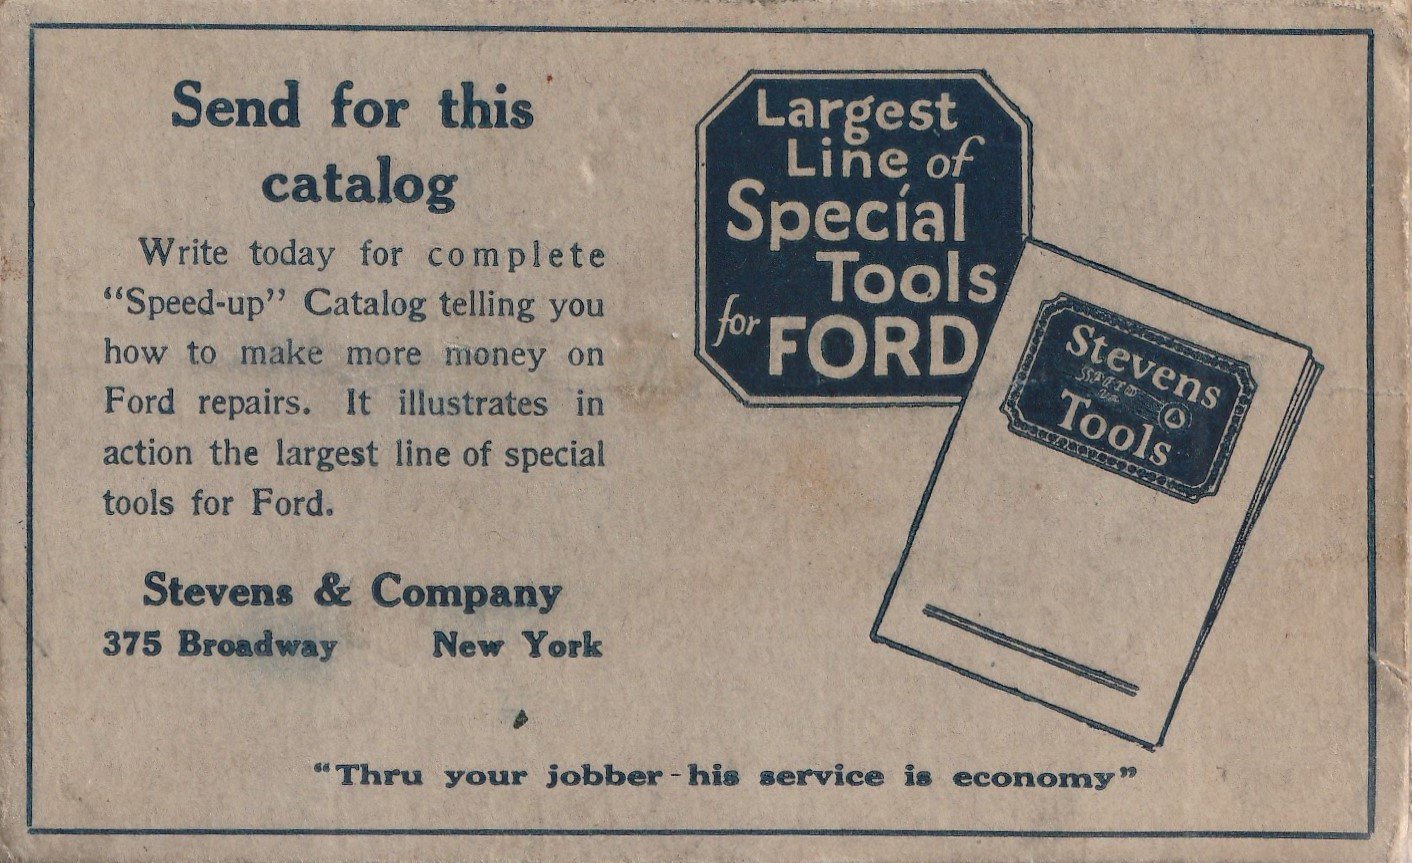 Send for this
catalog
Write today for complete
“Speed-up” Catalog telling you
how to make more money on
Ford repairs. It illustrates in
action the largest line of special
tools for Ford.
Stevens & Company
375 Broadway New York
Largest
Line of
Special
Tools
for FORD
Stevens
SPEED
UP
Tools
“Thru your jobber - his service is economy”